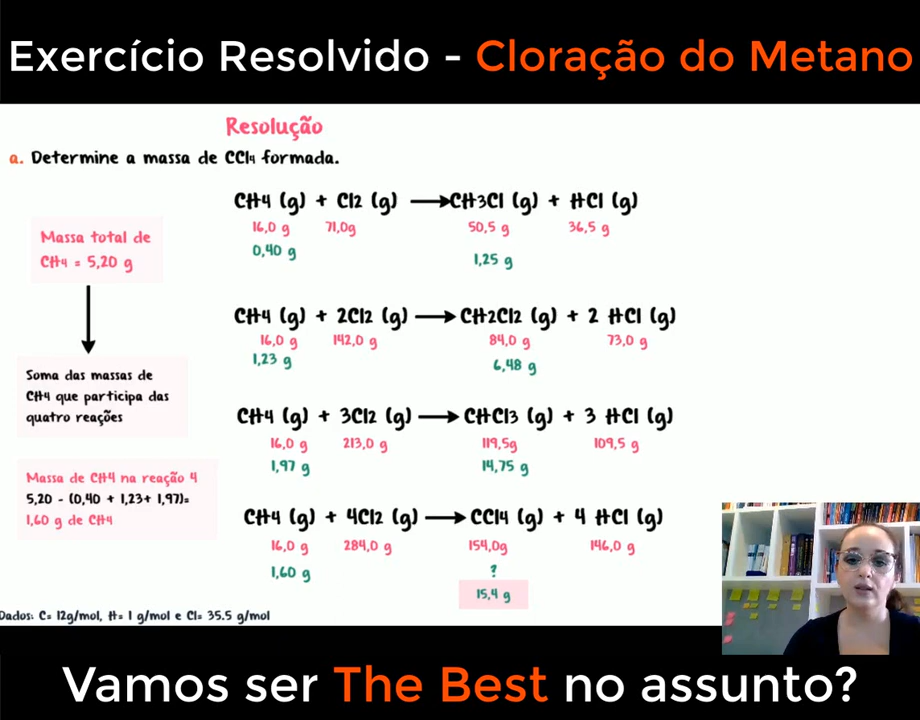 Exercício Resolvido - Cloração do Metano
Resolução
a. Determine a massa de CCl4 formada.
CH4 (g) + Cl2 (g) → CH3Cl (g) + HCl (g)
16,0 g 71,0g 50,5 g 36,5 g
0,40 g 1,25 g
Massa total de
CH4 = 5,20 g
CH4 (g) + 2Cl2 (g) → CH2Cl2 (g) + 2 HCl (g)
16,0 g 142,0 g 84,0 g 73,0 g
1,23 g 6,48 g
Soma das massas de
CH4 que participa das
quatro reações
CH4 (g) + 3Cl2 (g) → CHCl3 (g) + 3 HCl (g)
16,0 g 213,0 g 119,5g 109,5 g
1,97 g 14,75 g
Massa de CH4 na reação 4
5,20 - (0,40 + 1,23+ 1,97)=
1,60 g de CH4
CH4 (g) + 4Cl2 (g) → CCl4 (g) + 4 HCl (g)
16,0 g 284,0 g 154,0g 146,0 g
1,60 g ?
15,4 g
Dados: C= 12g/mol, H= 1 g/mol e Cl= 35.5 g/mol
Vamos ser The Best no assunto?